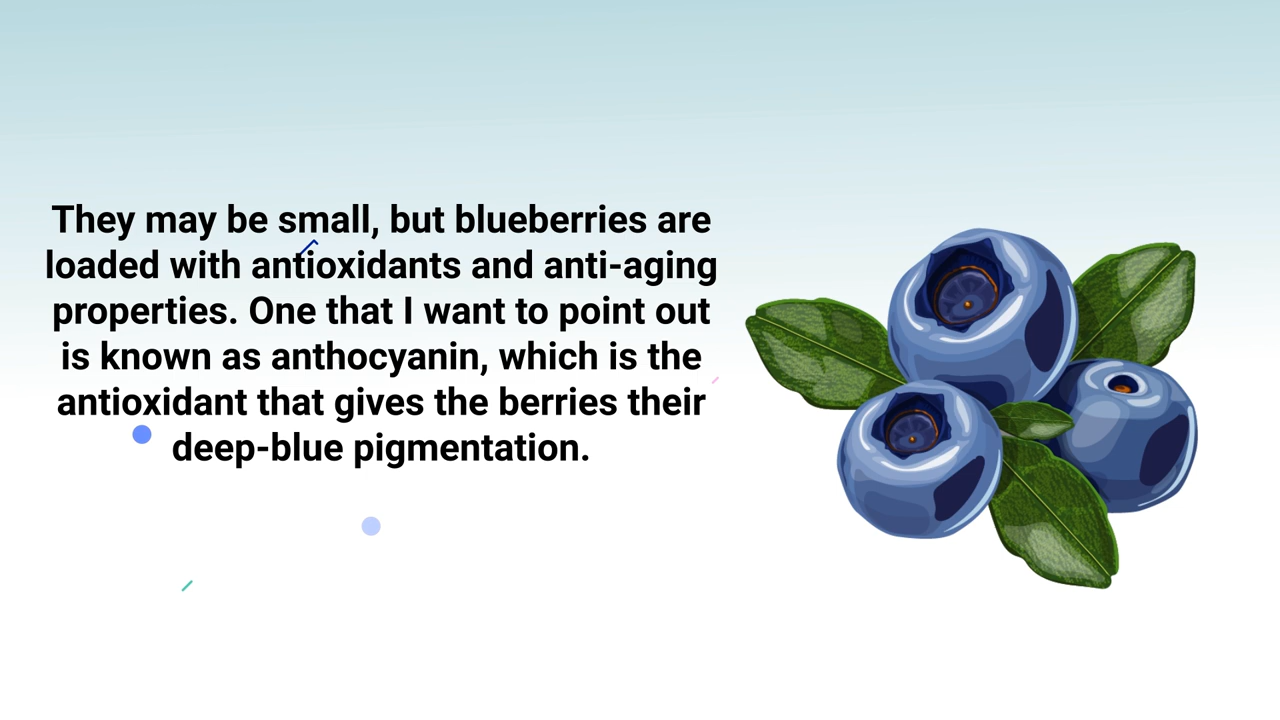 They may be small, but blueberries are
loaded with antioxidants and anti-aging
properties. One that I want to point out
is known as anthocyanin, which is the
antioxidant that gives the berries their
deep-blue pigmentation.